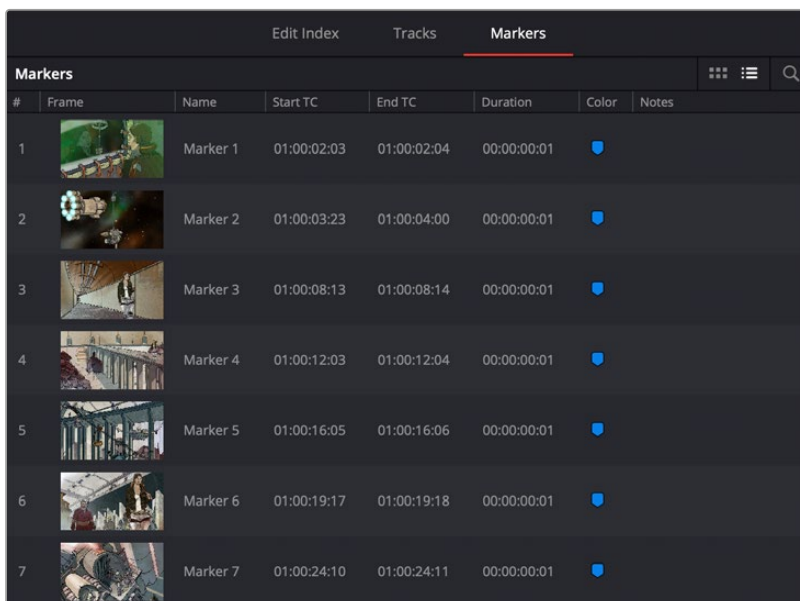 Edit Index Tracks Markers
Markers
# Frame Name Start TC End TC Duration Color Notes
1 Marker 1 01:00:02:03 01:00:02:04 00:00:00:01
2 Marker 2 01:00:03:23 01:00:04:00 00:00:00:01
3 Marker 3 01:00:08:13 01:00:08:14 00:00:00:01
4 Marker 4 01:00:12:03 01:00:12:04 00:00:00:01
5 Marker 5 01:00:16:05 01:00:16:06 00:00:00:01
6 Marker 6 01:00:19:17 01:00:19:18 00:00:00:01
7 Marker 7 01:00:24:10 01:00:24:11 00:00:00:01